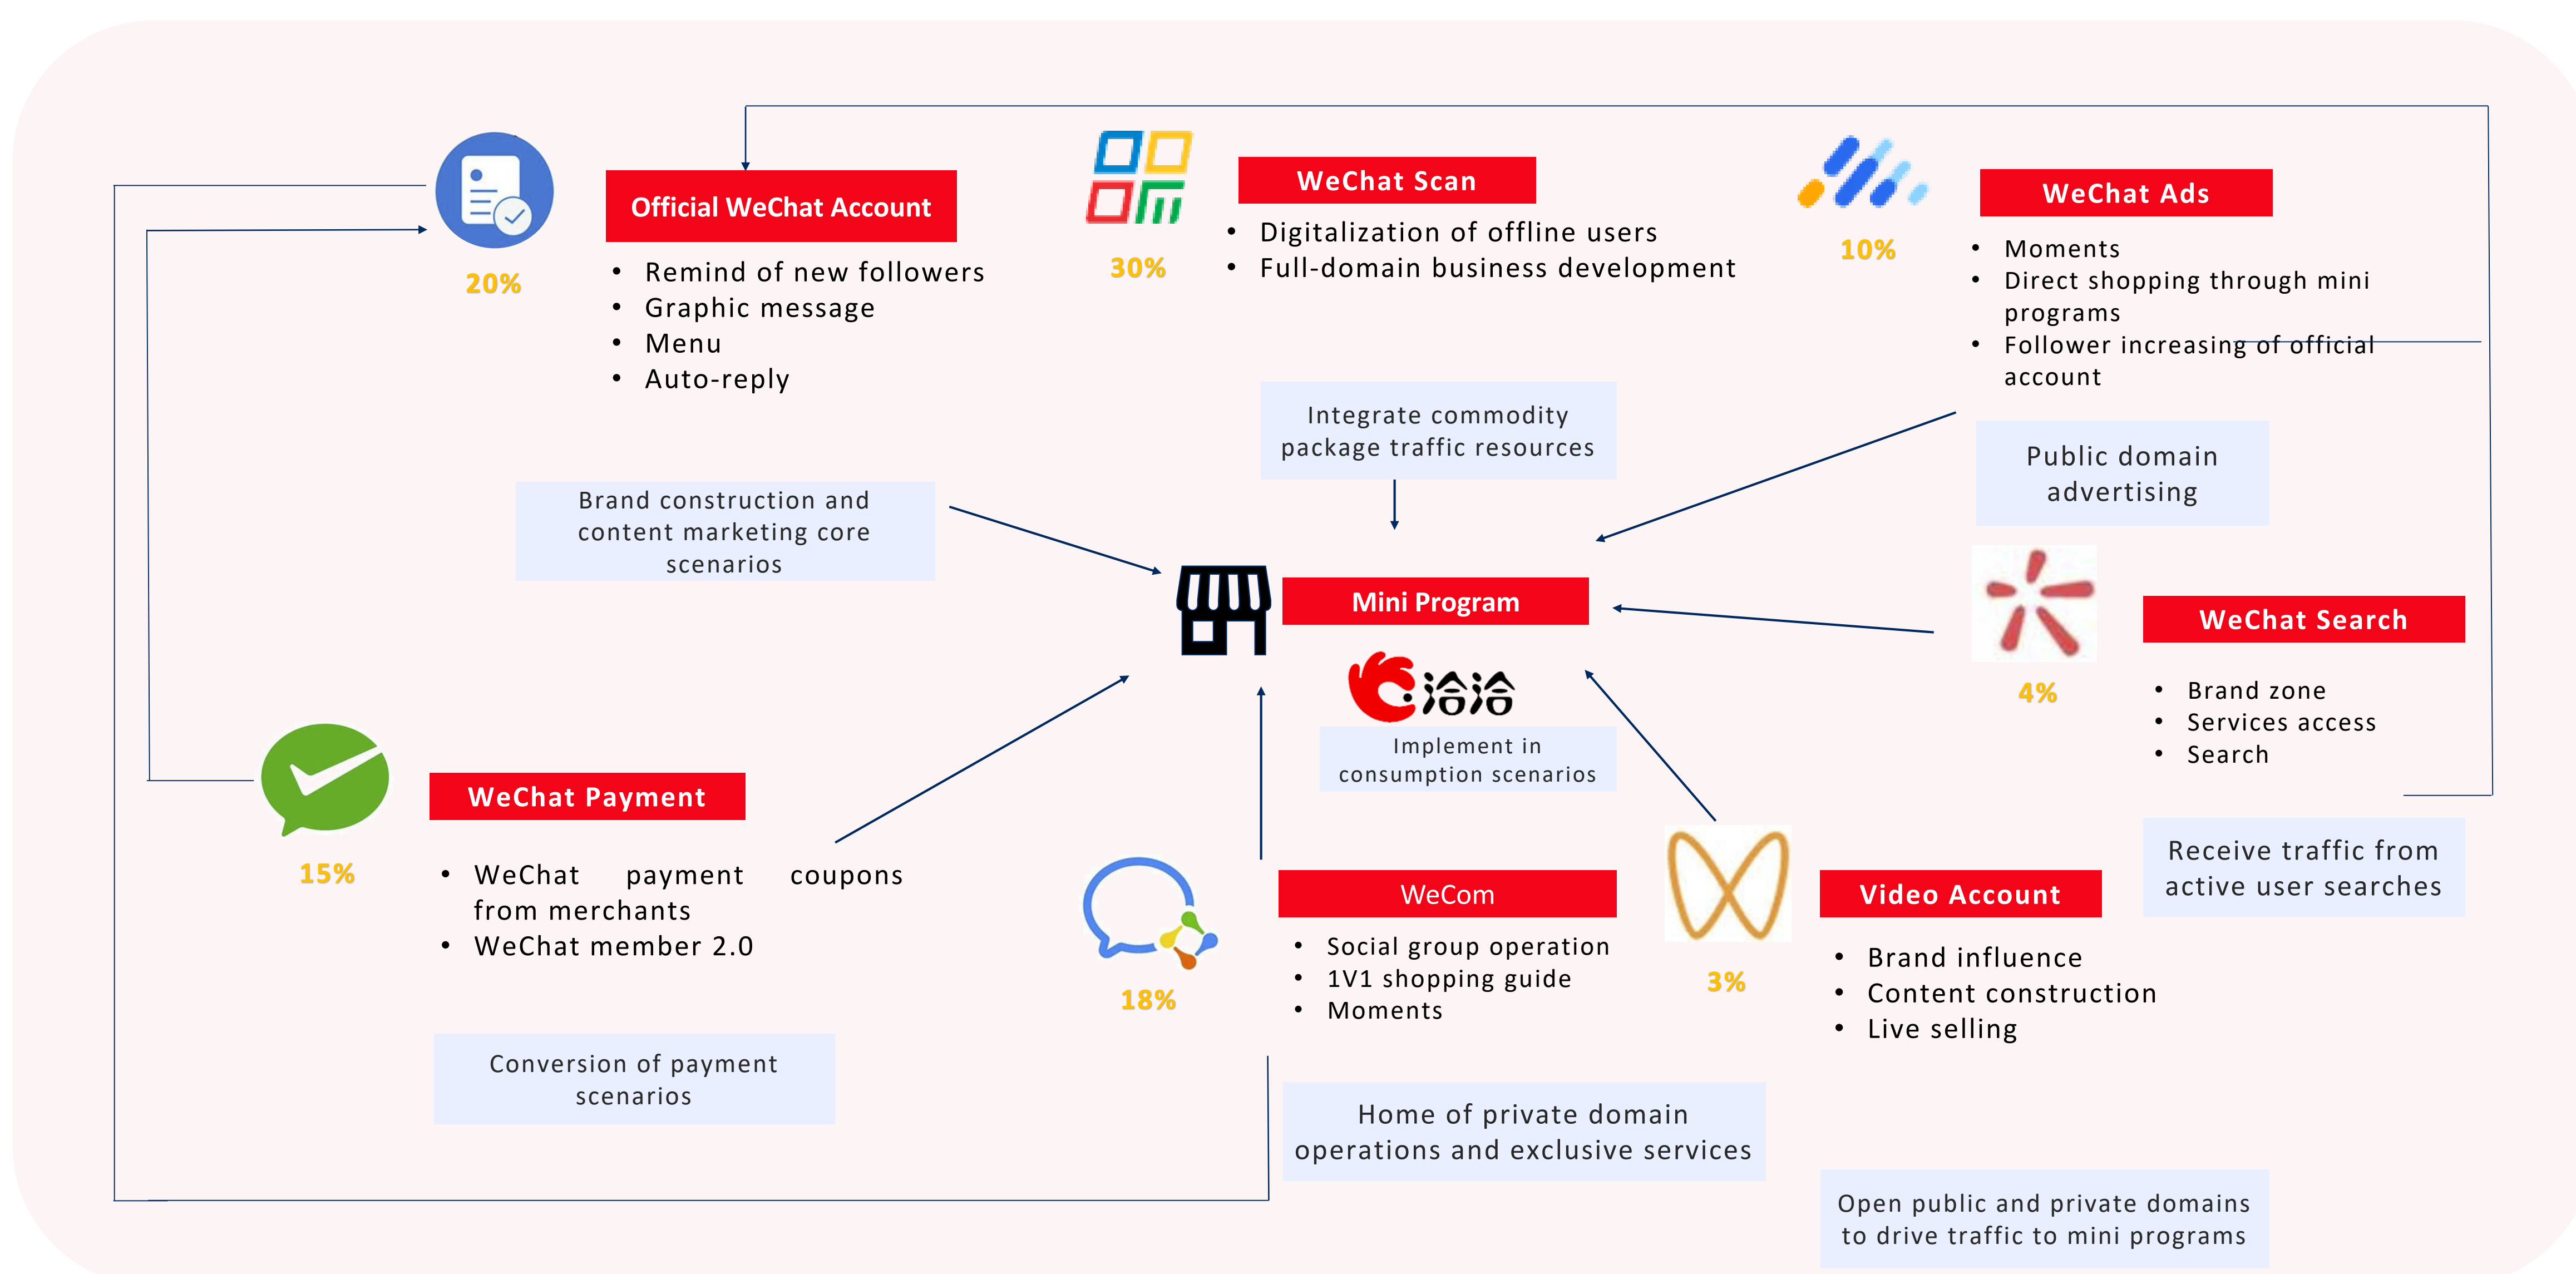 Official WeChat Account
20%
• Remind of new followers
• Graphic message
• Menu
• Auto-reply
Brand construction and
content marketing core
scenarios
WeChat Scan
30%
• Digitalization of offline users
• Full-domain business development
Integrate commodity
package traffic resources
WeChat Ads
10%
• Moments
• Direct shopping through mini
programs
• Follower increasing of official
account
Public domain
advertising
Mini Program
洽洽
Implement in
consumption scenarios
WeChat Search
4%
• Brand zone
• Services access
• Search
Receive traffic from
active user searches
WeChat Payment
15%
• WeChat payment coupons
from merchants
• WeChat member 2.0
Conversion of payment
scenarios
WeCom
18%
• Social group operation
• 1V1 shopping guide
• Moments
Home of private domain
operations and exclusive services
Video Account
3%
• Brand influence
• Content construction
• Live selling
Open public and private domains
to drive traffic to mini programs